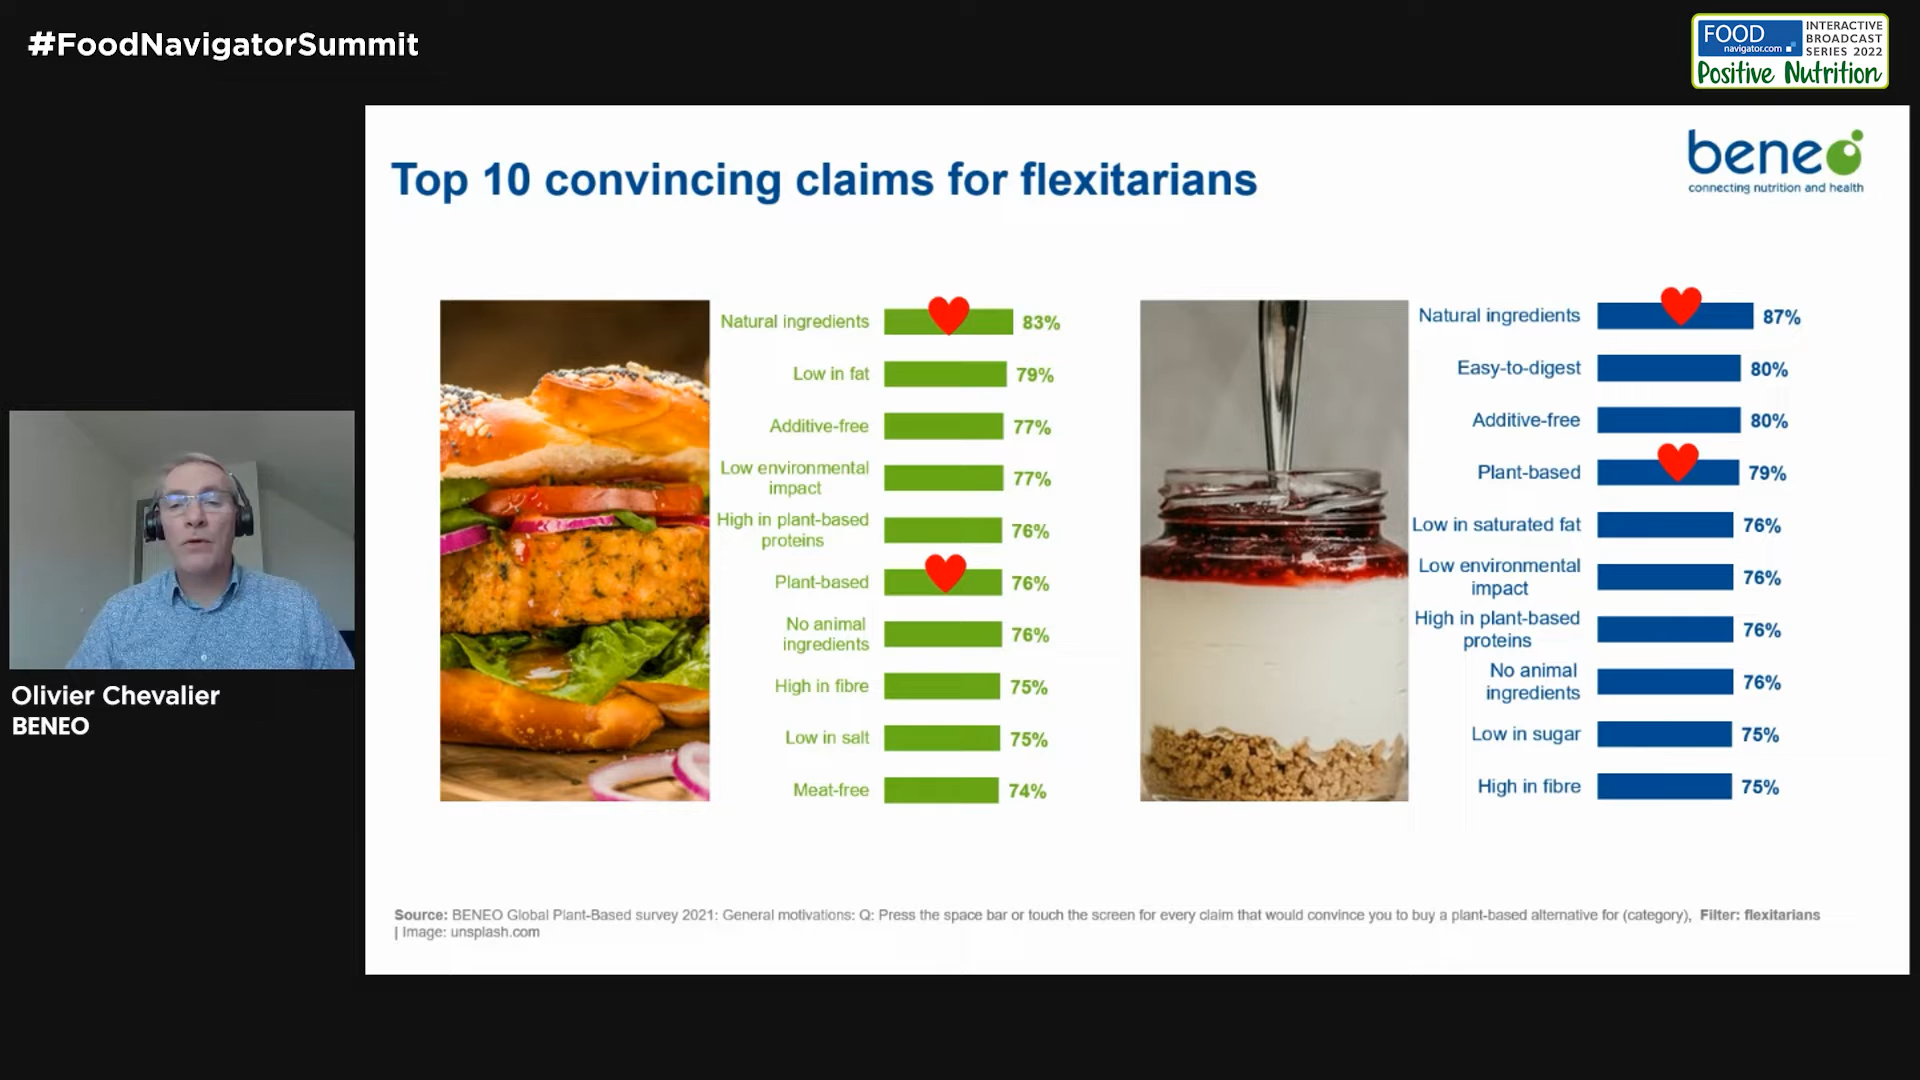 #FoodNavigatorSummit
FOOD
navigator.com
INTERACTIVE
BROADCAST
SERIES 2022
Positive Nutrition
Top 10 convincing claims for flexitarians
beneo
connecting nutrition and health
Natural ingredients 83%
Low in fat 79%
Additive-free 77%
Low environmental
impact 77%
High in plant-based
proteins 76%
Plant-based 76%
No animal
ingredients 76%
High in fibre 75%
Low in salt 75%
Meat-free 74%
Natural ingredients 87%
Easy-to-digest 80%
Additive-free 80%
Plant-based 79%
Low in saturated fat 76%
Low environmental
impact 76%
High in plant-based
proteins 76%
No animal
ingredients 76%
Low in sugar 75%
High in fibre 75%
Olivier Chevalier
BENEO
Source: BENEO Global Plant-Based survey 2021: General motivations: Q: Press the space bar or touch the screen for every claim that would convince you to buy a plant-based alternative for (category), Filter: flexitarians
| Image: unsplash.com